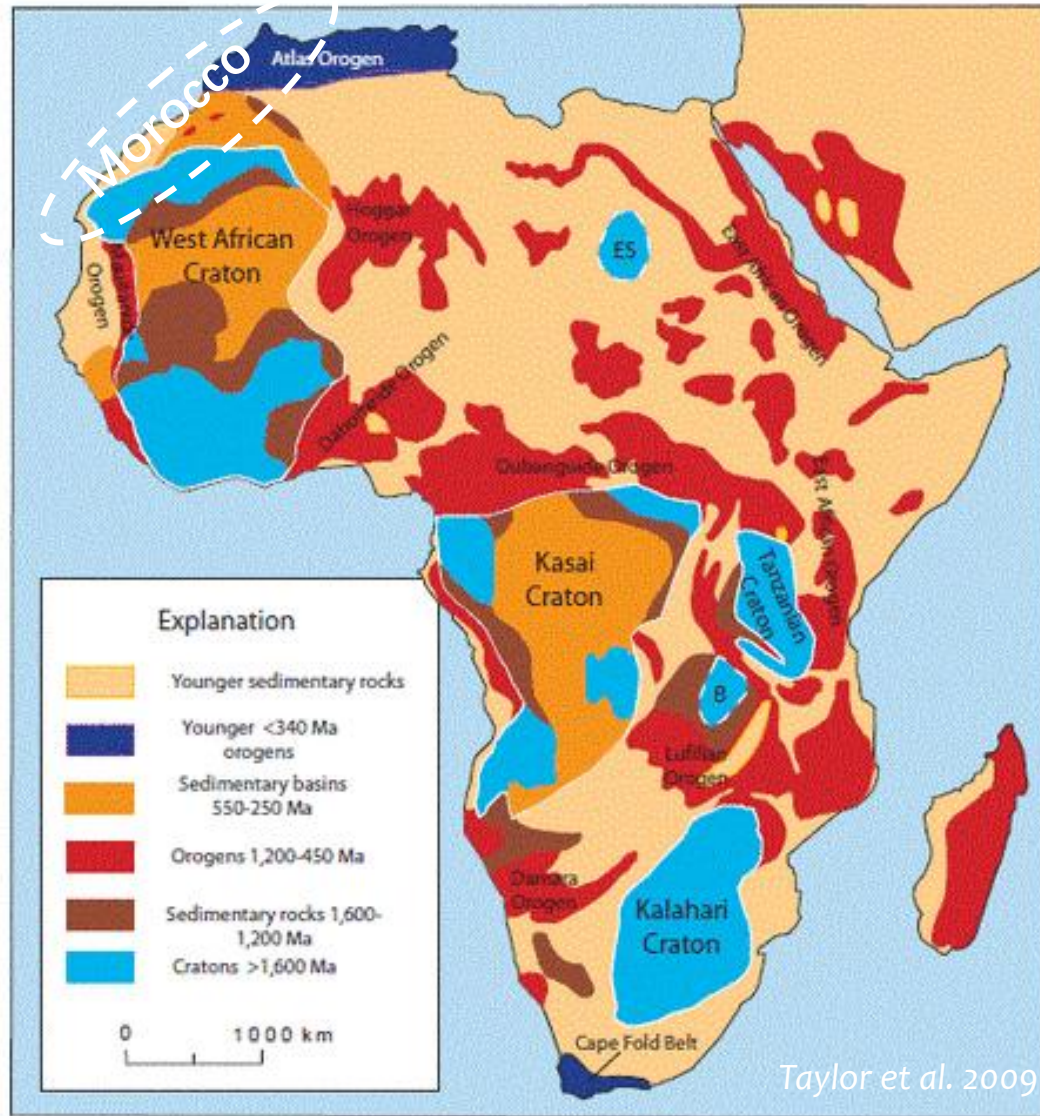 Morocco
Atlas Orogen
West African
Craton
Hoggar
Orogen
Orogen
ES
East African Orogen
Dahomeide Orogen
Oubanguide Orogen
East African Orogen
Kasai
Craton
Tanzanian
Craton
B
Lufilian
Orogen
Damara
Orogen
Kalahari
Craton
Cape Fold Belt
Explanation
Younger sedimentary rocks
Younger <340 Ma
orogens
Sedimentary basins
550-250 Ma
Orogens 1,200-450 Ma
Sedimentary rocks 1,600-
1,200 Ma
Cratons >1,600 Ma
0 1000 km
Taylor et al. 2009